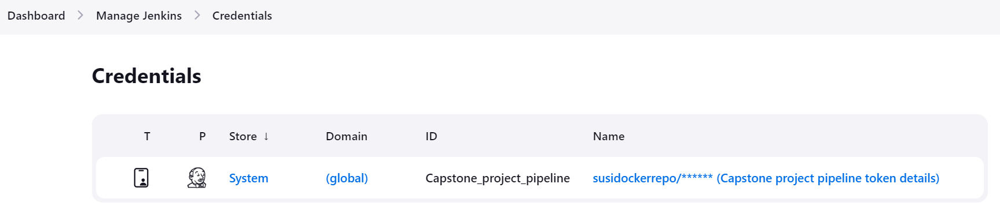 Dashboard > Manage Jenkins > Credentials
Credentials
T P Store ↓ Domain ID Name
System (global) Capstone_project_pipeline susidockerrepo/****** (Capstone project pipeline token details)